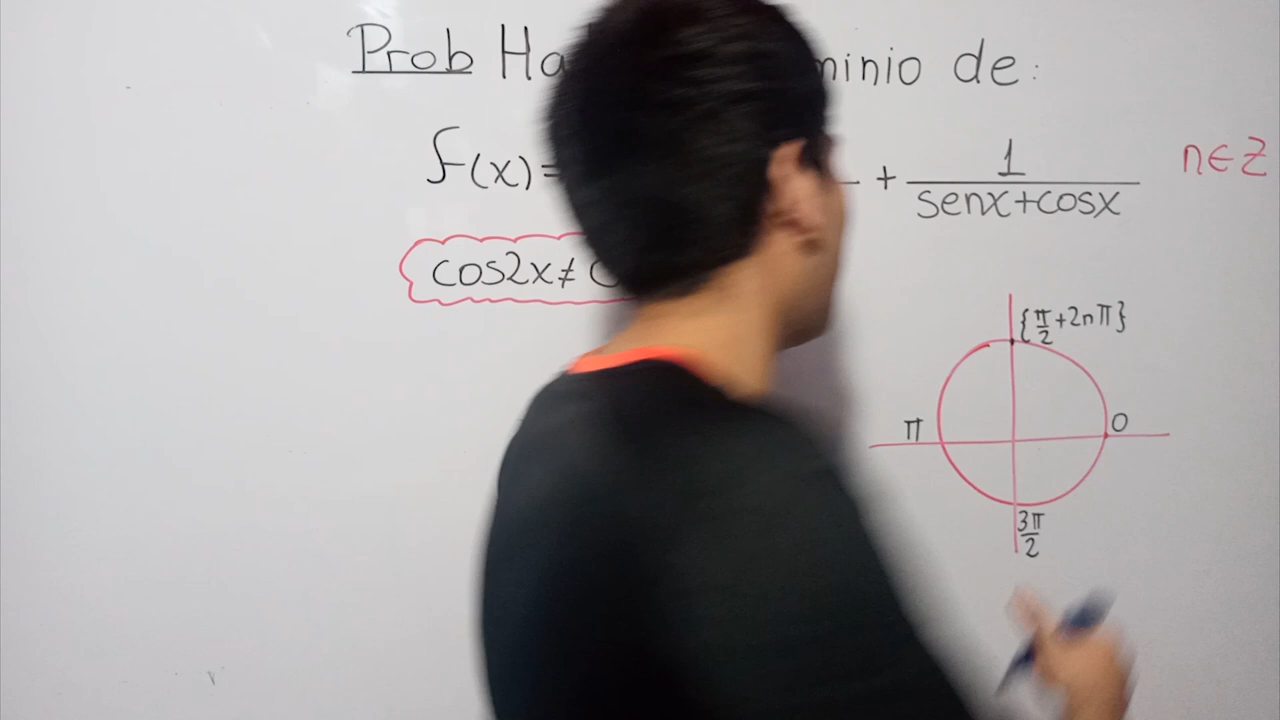 Prob Ha minio de:
f(x)= + 1/(senx+cosx) n∈Z
cos2x≠
{π/2+2nπ}
π 0
3π/2